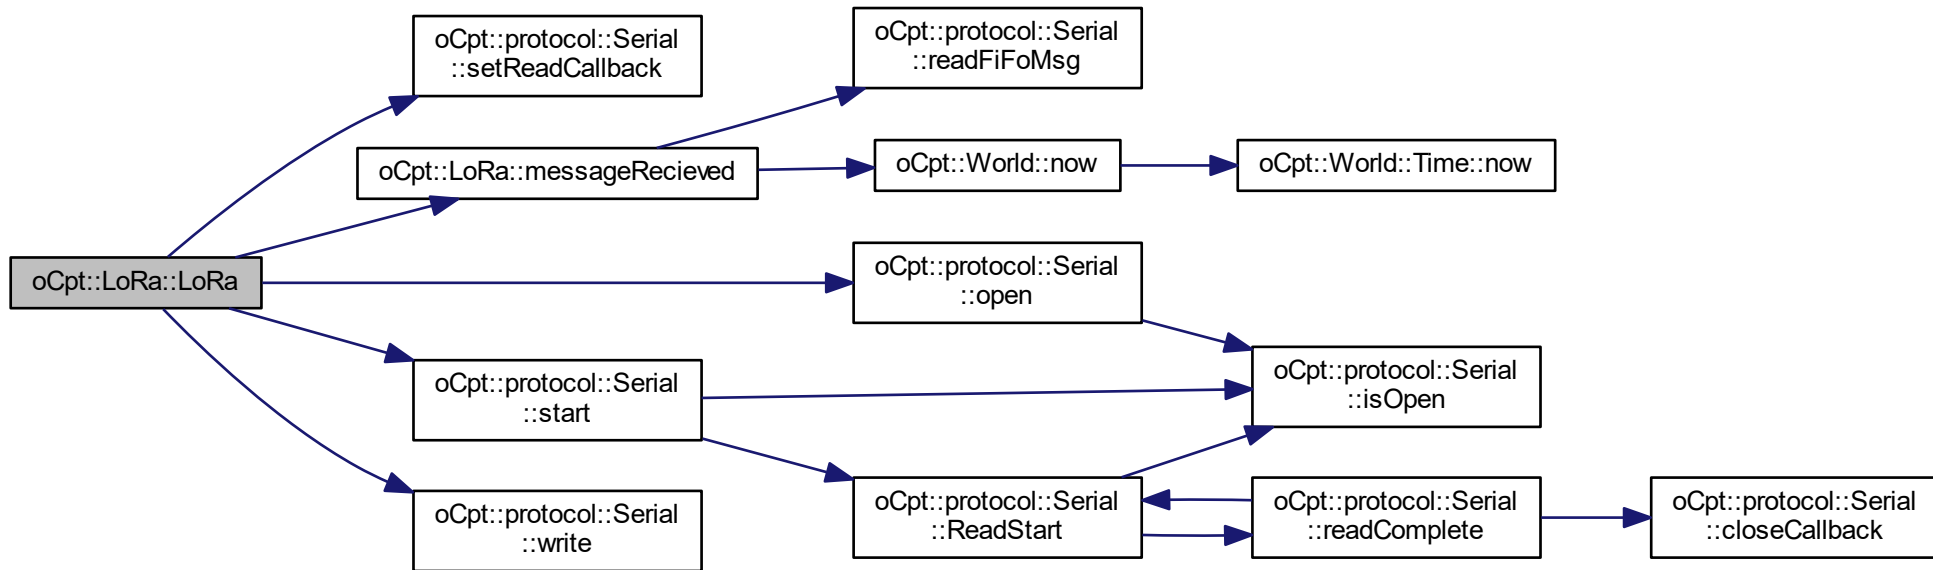 oCpt::protocol::Serial
::setReadCallback
oCpt::protocol::Serial
::readFiFoMsg
oCpt::LoRa::messageRecieved
oCpt::World::now
oCpt::World::Time::now
oCpt::LoRa::LoRa
oCpt::protocol::Serial
::open
oCpt::protocol::Serial
::start
oCpt::protocol::Serial
::isOpen
oCpt::protocol::Serial
::write
oCpt::protocol::Serial
::ReadStart
oCpt::protocol::Serial
::readComplete
oCpt::protocol::Serial
::closeCallback